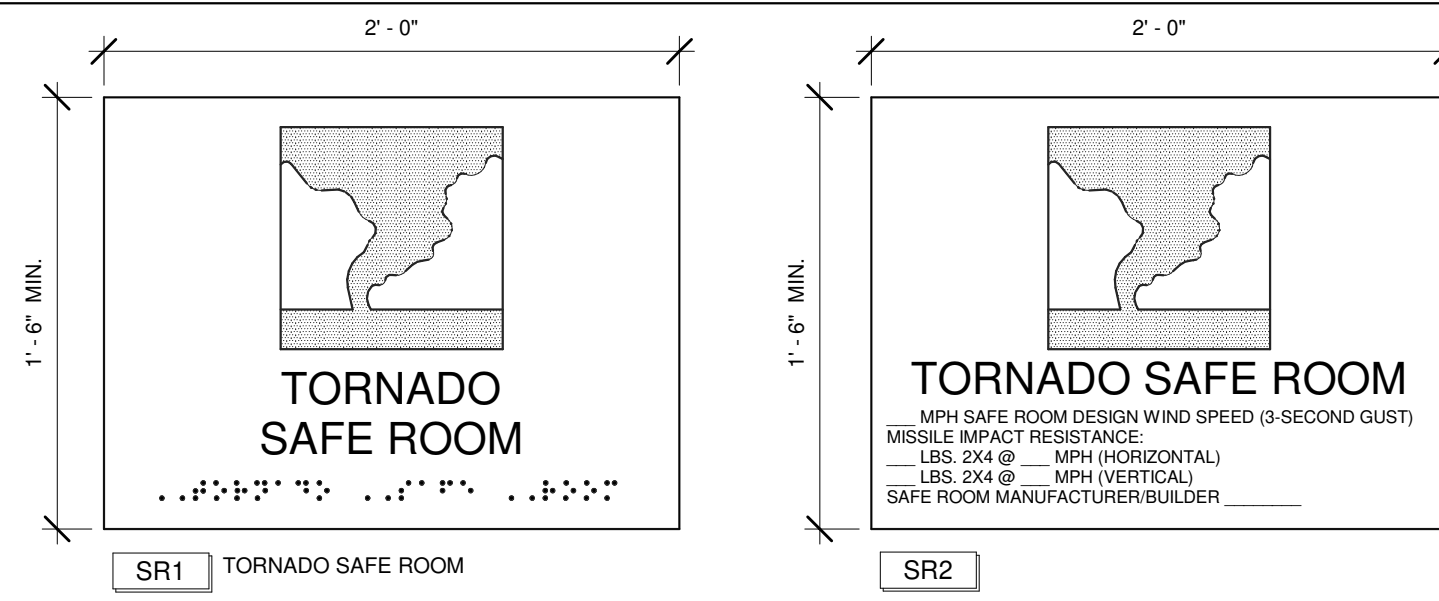 2' - 0"
1' - 6" MIN.
TORNADO
SAFE ROOM
⠠⠠⠞⠕⠗⠝⠁⠙⠕ ⠠⠠⠎⠁⠋⠑ ⠠⠠⠗⠕⠕⠍
SR1 TORNADO SAFE ROOM
2' - 0"
1' - 6" MIN.
TORNADO SAFE ROOM
___ MPH SAFE ROOM DESIGN WIND SPEED (3-SECOND GUST)
MISSILE IMPACT RESISTANCE:
___ LBS. 2X4 @ ___ MPH (HORIZONTAL)
___ LBS. 2X4 @ ___ MPH (VERTICAL)
SAFE ROOM MANUFACTURER/BUILDER ________
SR2